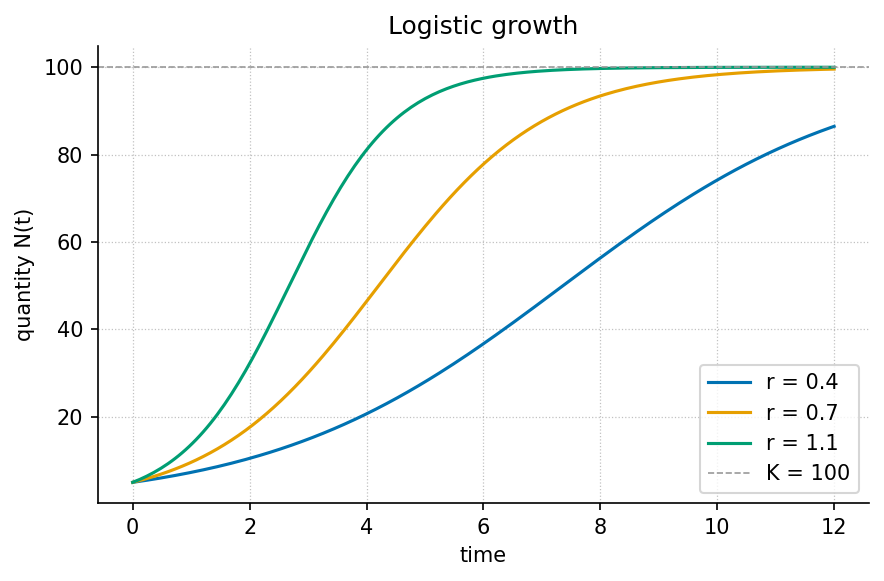 Logistic growth
quantity N(t)
100
80
60
40
20
0 2 4 6 8 10 12
time
r = 0.4
r = 0.7
r = 1.1
K = 100